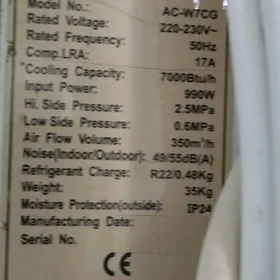 Model No.: AC-W7CG
Rated Voltage: 220-230V~
Rated Frequency: 50Hz
Comp.LRA: 17A
Cooling Capacity: 7000Btu/h
Input Power: 990W
Hi. Side Pressure: 2.5MPa
Low Side Pressure: 0.6MPa
Air Flow Volume: 350m³/h
Noise(Indoor/Outdoor): 49/55dB(A)
Refrigerant Charge: R22/0.48Kg
Weight: 35Kg
Moisture Protection(outside): IP24
Manufacturing Date:
Serial No.
CE